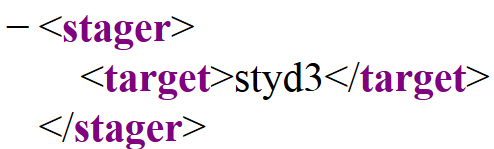 – <stager>
<target>styd3</target>
</stager>